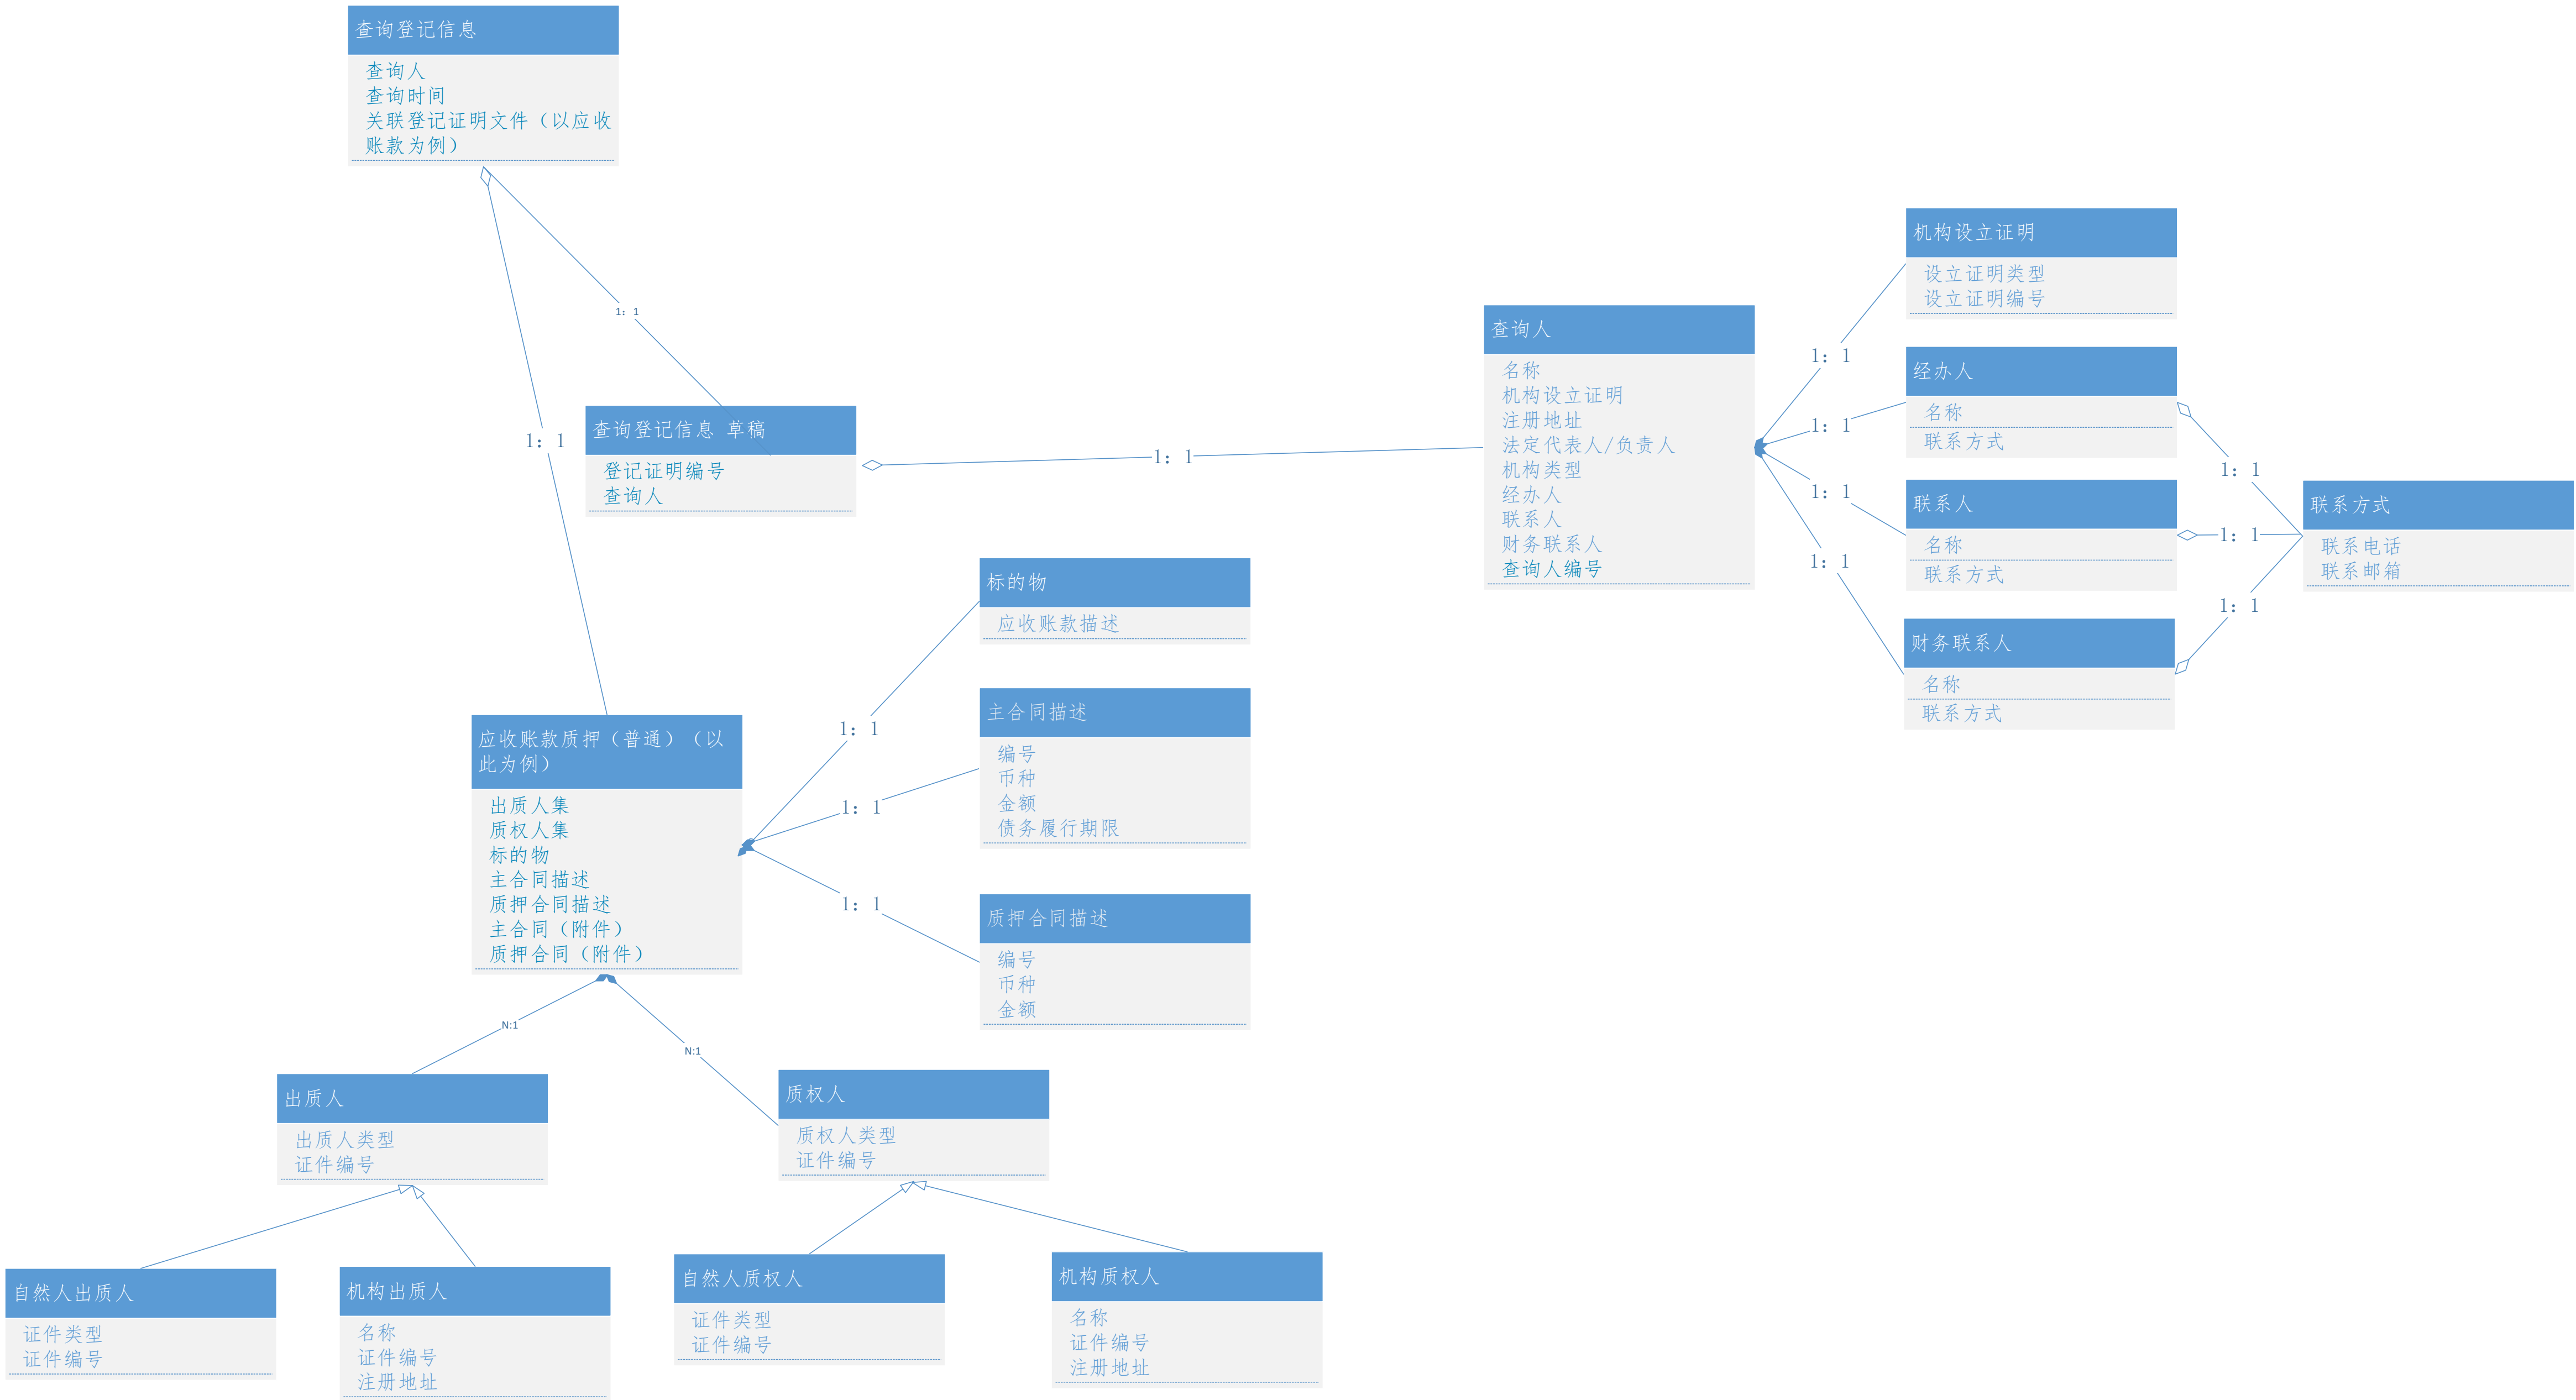 查询登记信息
查询人
查询时间
关联登记证明文件（以应收
账款为例）
1: 1
1: 1
查询登记信息 草稿
登记证明编号
查询人
1: 1
查询人
名称
机构设立证明
注册地址
法定代表人/负责人
机构类型
经办人
联系人
财务联系人
查询人编号
1: 1
1: 1
1: 1
1: 1
机构设立证明
设立证明类型
设立证明编号
经办人
名称
联系方式
联系人
名称
联系方式
财务联系人
名称
联系方式
1: 1
1: 1
1: 1
联系方式
联系电话
联系邮箱
应收账款质押（普通）（以
此为例）
出质人集
质权人集
标的物
主合同描述
质押合同描述
主合同（附件）
质押合同（附件）
1: 1
1: 1
1: 1
标的物
应收账款描述
主合同描述
编号
币种
金额
债务履行期限
质押合同描述
编号
币种
金额
N:1
N:1
出质人
出质人类型
证件编号
质权人
质权人类型
证件编号
自然人出质人
证件类型
证件编号
机构出质人
名称
证件编号
注册地址
自然人质权人
证件类型
证件编号
机构质权人
名称
证件编号
注册地址